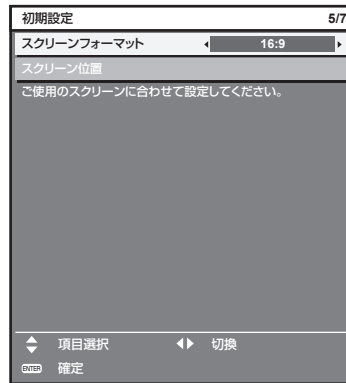 初期設定 5/7
スクリーンフォーマット 16:9
スクリーン位置
ご使用のスクリーンに合わせて設定してください。
項目選択 切換
ENTER 確定